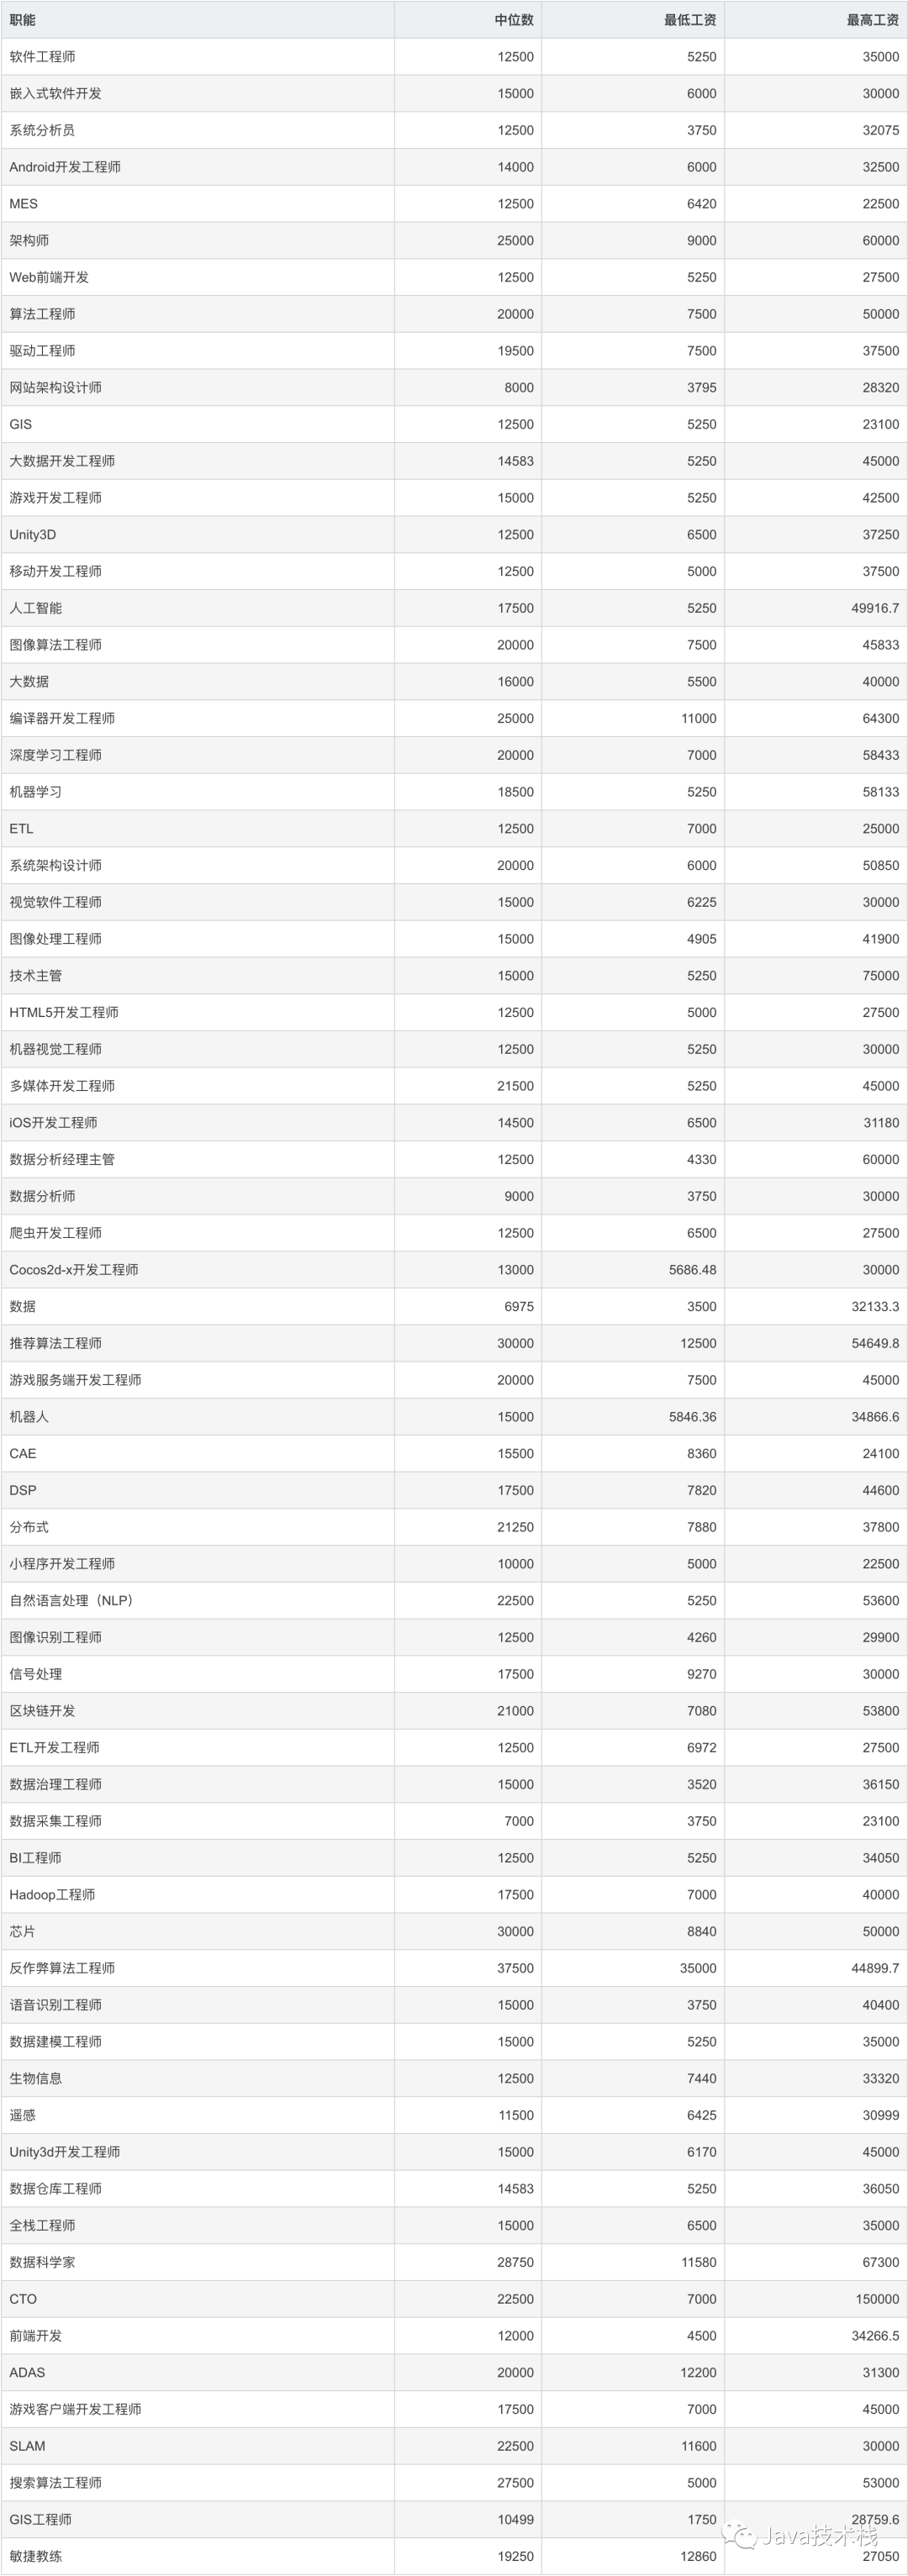 职能 中位数 最低工资 最高工资
软件工程师 12500 5250 35000
嵌入式软件开发 15000 6000 30000
系统分析员 12500 3750 32075
Android开发工程师 14000 6000 32500
MES 12500 6420 22500
架构师 25000 9000 60000
Web前端开发 12500 5250 27500
算法工程师 20000 7500 50000
驱动工程师 19500 7500 37500
网站架构设计师 8000 3795 28320
GIS 12500 5250 23100
大数据开发工程师 14583 5250 45000
游戏开发工程师 15000 5250 42500
Unity3D 12500 6500 37250
移动开发工程师 12500 5000 37500
人工智能 17500 5250 49916.7
图像算法工程师 20000 7500 45833
大数据 16000 5500 40000
编译器开发工程师 25000 11000 64300
深度学习工程师 20000 7000 58433
机器学习 18500 5250 58133
ETL 12500 7000 25000
系统架构设计师 20000 6000 50850
视觉软件工程师 15000 6225 30000
图像处理工程师 15000 4905 41900
技术主管 15000 5250 75000
HTML5开发工程师 12500 5000 27500
机器视觉工程师 12500 5250 30000
多媒体开发工程师 21500 5250 45000
iOS开发工程师 14500 6500 31180
数据分析经理主管 12500 4330 60000
数据分析师 9000 3750 30000
爬虫开发工程师 12500 6500 27500
Cocos2d-x开发工程师 13000 5686.48 30000
数据 6975 3500 32133.3
推荐算法工程师 30000 12500 54649.8
游戏服务端开发工程师 20000 7500 45000
机器人 15000 5846.36 34866.6
CAE 15500 8360 24100
DSP 17500 7820 44600
分布式 21250 7880 37800
小程序开发工程师 10000 5000 22500
自然语言处理（NLP） 22500 5250 53600
图像识别工程师 12500 4260 29900
信号处理 17500 9270 30000
区块链开发 21000 7080 53800
ETL开发工程师 12500 6972 27500
数据治理工程师 15000 3520 36150
数据采集工程师 7000 3750 23100
BI工程师 12500 5250 34050
Hadoop工程师 17500 7000 40000
芯片 30000 8840 50000
反作弊算法工程师 37500 35000 44899.7
语音识别工程师 15000 3750 40400
数据建模工程师 15000 5250 35000
生物信息 12500 7440 33320
遥感 11500 6425 30999
Unity3d开发工程师 15000 6170 45000
数据仓库工程师 14583 5250 36050
全栈工程师 15000 6500 35000
数据科学家 28750 11580 67300
CTO 22500 7000 150000
前端开发 12000 4500 34266.5
ADAS 20000 12200 31300
游戏客户端开发工程师 17500 7000 45000
SLAM 22500 11600 30000
搜索算法工程师 27500 5000 53000
GIS工程师 10499 1750 28759.6
Java技术栈
敏捷教练 19250 12860 27050